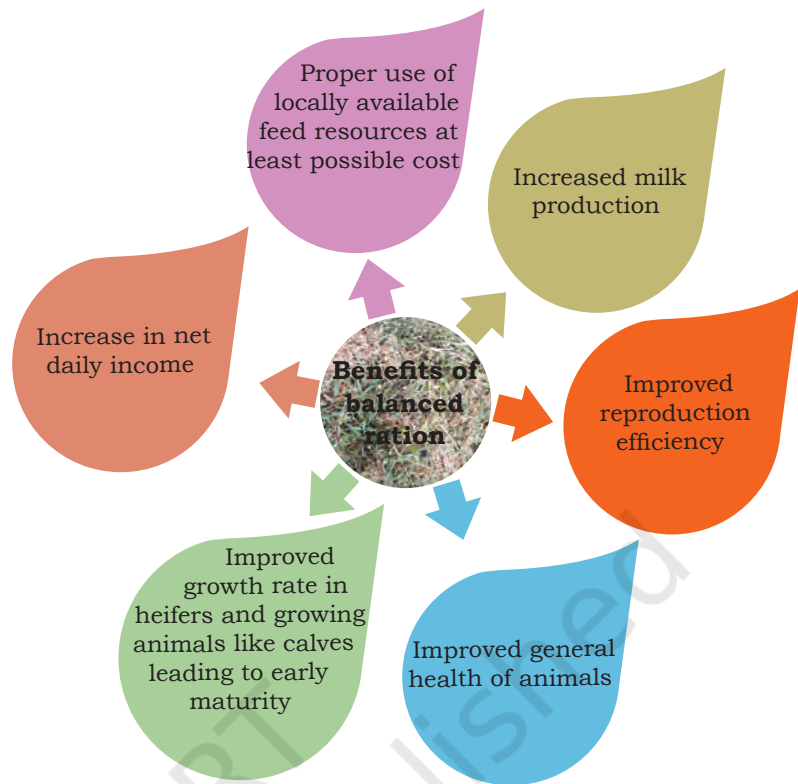 Proper use of
locally available
feed resources at
least possible cost
Increased milk
production
Improved
reproduction
efficiency
Improved general
health of animals
Improved
growth rate in
heifers and growing
animals like calves
leading to early
maturity
Increase in net
daily income
Benefits of
balanced
ration